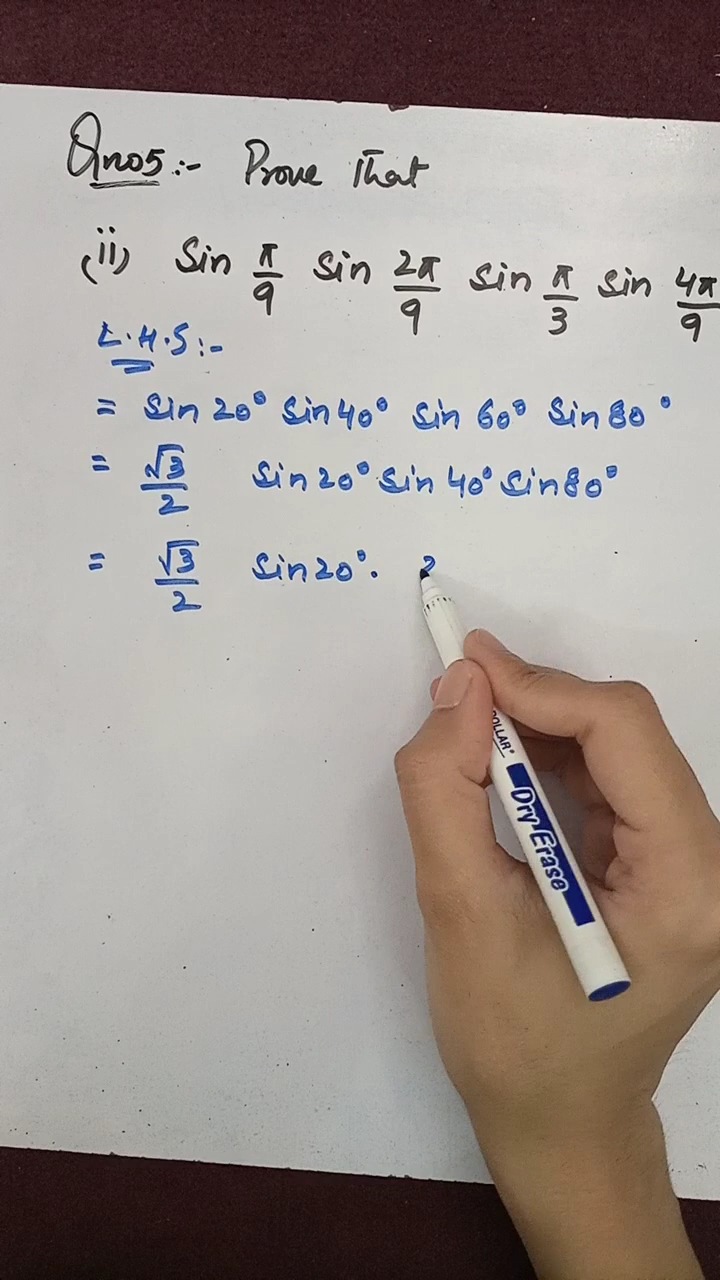 Qno5:- Prove That
(ii) Sin π/9 Sin 2π/9 Sin π/3 Sin 4π/9
L.H.S:-
= Sin 20° Sin 40° Sin 60° Sin 80°
= √3/2 Sin 20° Sin 40° Sin 80°
= √3/2 Sin 20° .
DOLLAR
Dry Erase